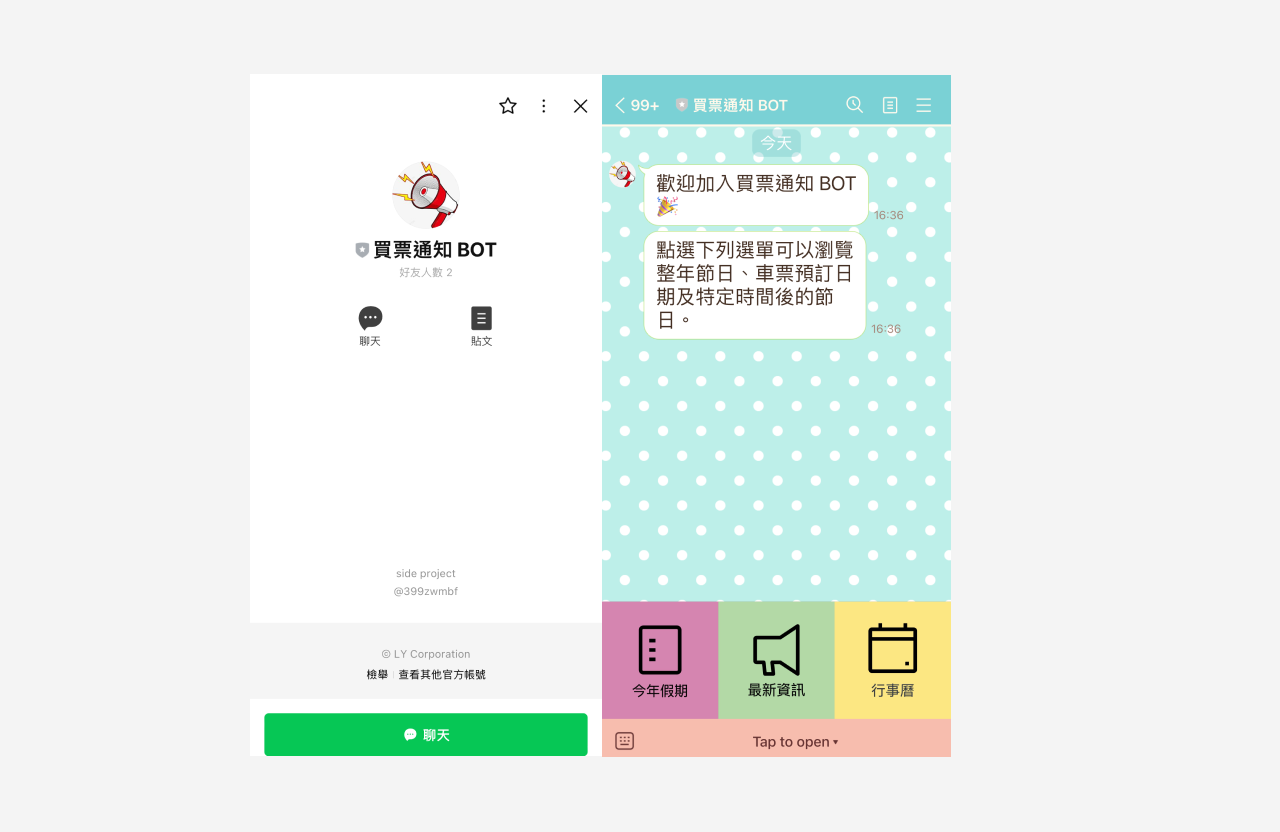 買票通知 BOT
好友人數 2
聊天
貼文
side project
@399zwmbf
© LY Corporation
檢舉 | 查看其他官方帳號
聊天
99+
買票通知 BOT
今天
歡迎加入買票通知 BOT
🎉
16:36
點選下列選單可以瀏覽
整年節日、車票預訂日
期及特定時間後的節
日。
16:36
今年假期
最新資訊
行事曆
Tap to open ▾